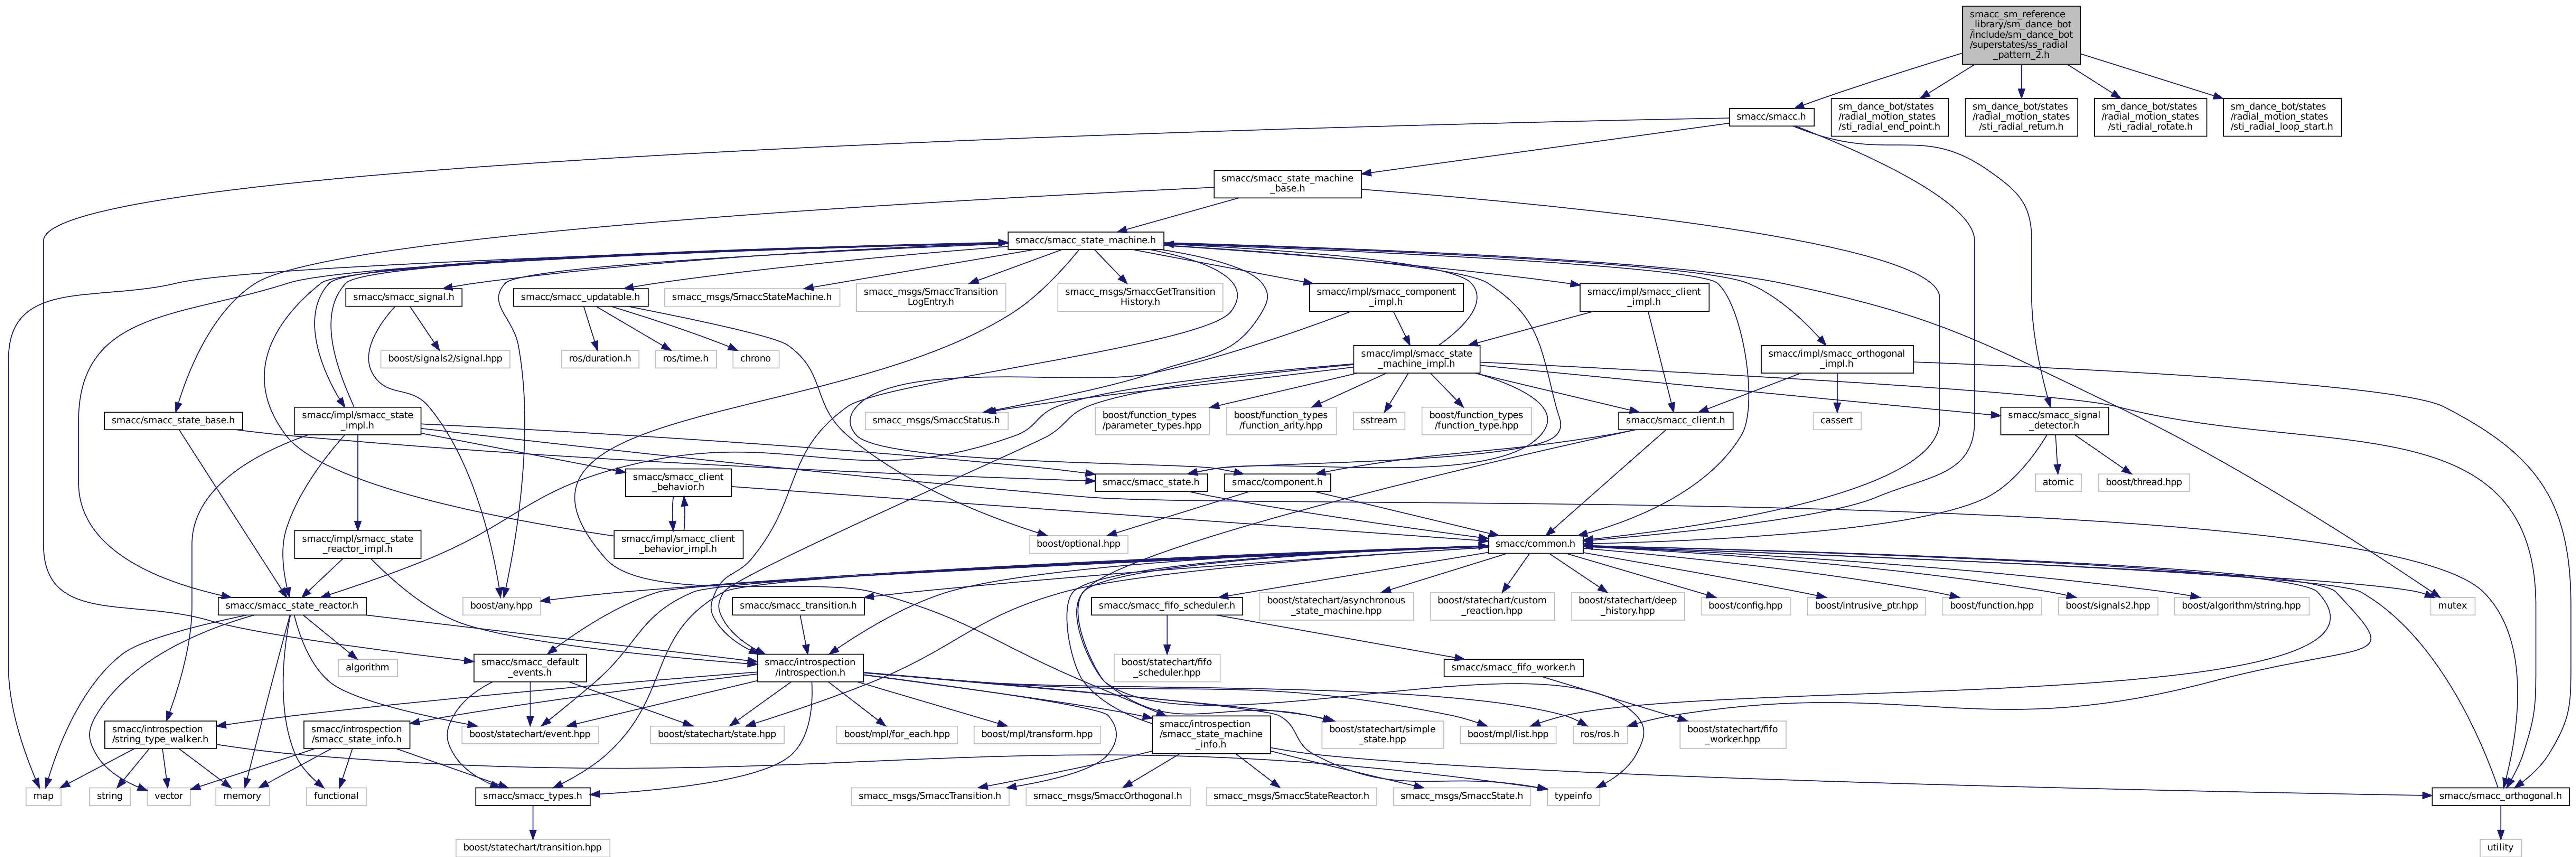 smacc_sm_reference
_library/sm_dance_bot
/include/sm_dance_bot
/superstates/ss_radial
_pattern_2.h
smacc/smacc.h
sm_dance_bot/states
/radial_motion_states
/sti_radial_end_point.h
sm_dance_bot/states
/radial_motion_states
/sti_radial_return.h
sm_dance_bot/states
/radial_motion_states
/sti_radial_rotate.h
sm_dance_bot/states
/radial_motion_states
/sti_radial_loop_start.h
smacc/smacc_state_machine
_base.h
smacc/smacc_state_machine.h
smacc/smacc_signal.h
smacc/smacc_updatable.h
smacc_msgs/SmaccStateMachine.h
smacc_msgs/SmaccTransition
LogEntry.h
smacc_msgs/SmaccGetTransition
History.h
smacc/impl/smacc_component
_impl.h
smacc/impl/smacc_client
_impl.h
boost/signals2/signal.hpp
ros/duration.h
ros/time.h
chrono
smacc/impl/smacc_state
_machine_impl.h
smacc/impl/smacc_orthogonal
_impl.h
smacc/smacc_state_base.h
smacc/impl/smacc_state
_impl.h
smacc_msgs/SmaccStatus.h
boost/function_types
/parameter_types.hpp
boost/function_types
/function_arity.hpp
sstream
boost/function_types
/function_type.hpp
smacc/smacc_client.h
cassert
smacc/smacc_signal
_detector.h
smacc/smacc_client
_behavior.h
smacc/smacc_state.h
smacc/component.h
atomic
boost/thread.hpp
smacc/impl/smacc_state
_reactor_impl.h
smacc/impl/smacc_client
_behavior_impl.h
boost/optional.hpp
smacc/common.h
smacc/smacc_state_reactor.h
boost/any.hpp
smacc/smacc_transition.h
smacc/smacc_fifo_scheduler.h
boost/statechart/asynchronous
_state_machine.hpp
boost/statechart/custom
_reaction.hpp
boost/statechart/deep
_history.hpp
boost/config.hpp
boost/intrusive_ptr.hpp
boost/function.hpp
boost/signals2.hpp
boost/algorithm/string.hpp
mutex
algorithm
smacc/smacc_default
_events.h
smacc/introspection
/introspection.h
boost/statechart/fifo
_scheduler.hpp
smacc/smacc_fifo_worker.h
smacc/introspection
/string_type_walker.h
smacc/introspection
/smacc_state_info.h
boost/statechart/event.hpp
boost/statechart/state.hpp
boost/mpl/for_each.hpp
boost/mpl/transform.hpp
smacc/introspection
/smacc_state_machine
_info.h
boost/statechart/simple
_state.hpp
boost/mpl/list.hpp
ros/ros.h
boost/statechart/fifo
_worker.hpp
map
string
vector
memory
functional
smacc/smacc_types.h
smacc_msgs/SmaccTransition.h
smacc_msgs/SmaccOrthogonal.h
smacc_msgs/SmaccStateReactor.h
smacc_msgs/SmaccState.h
typeinfo
smacc/smacc_orthogonal.h
boost/statechart/transition.hpp
utility